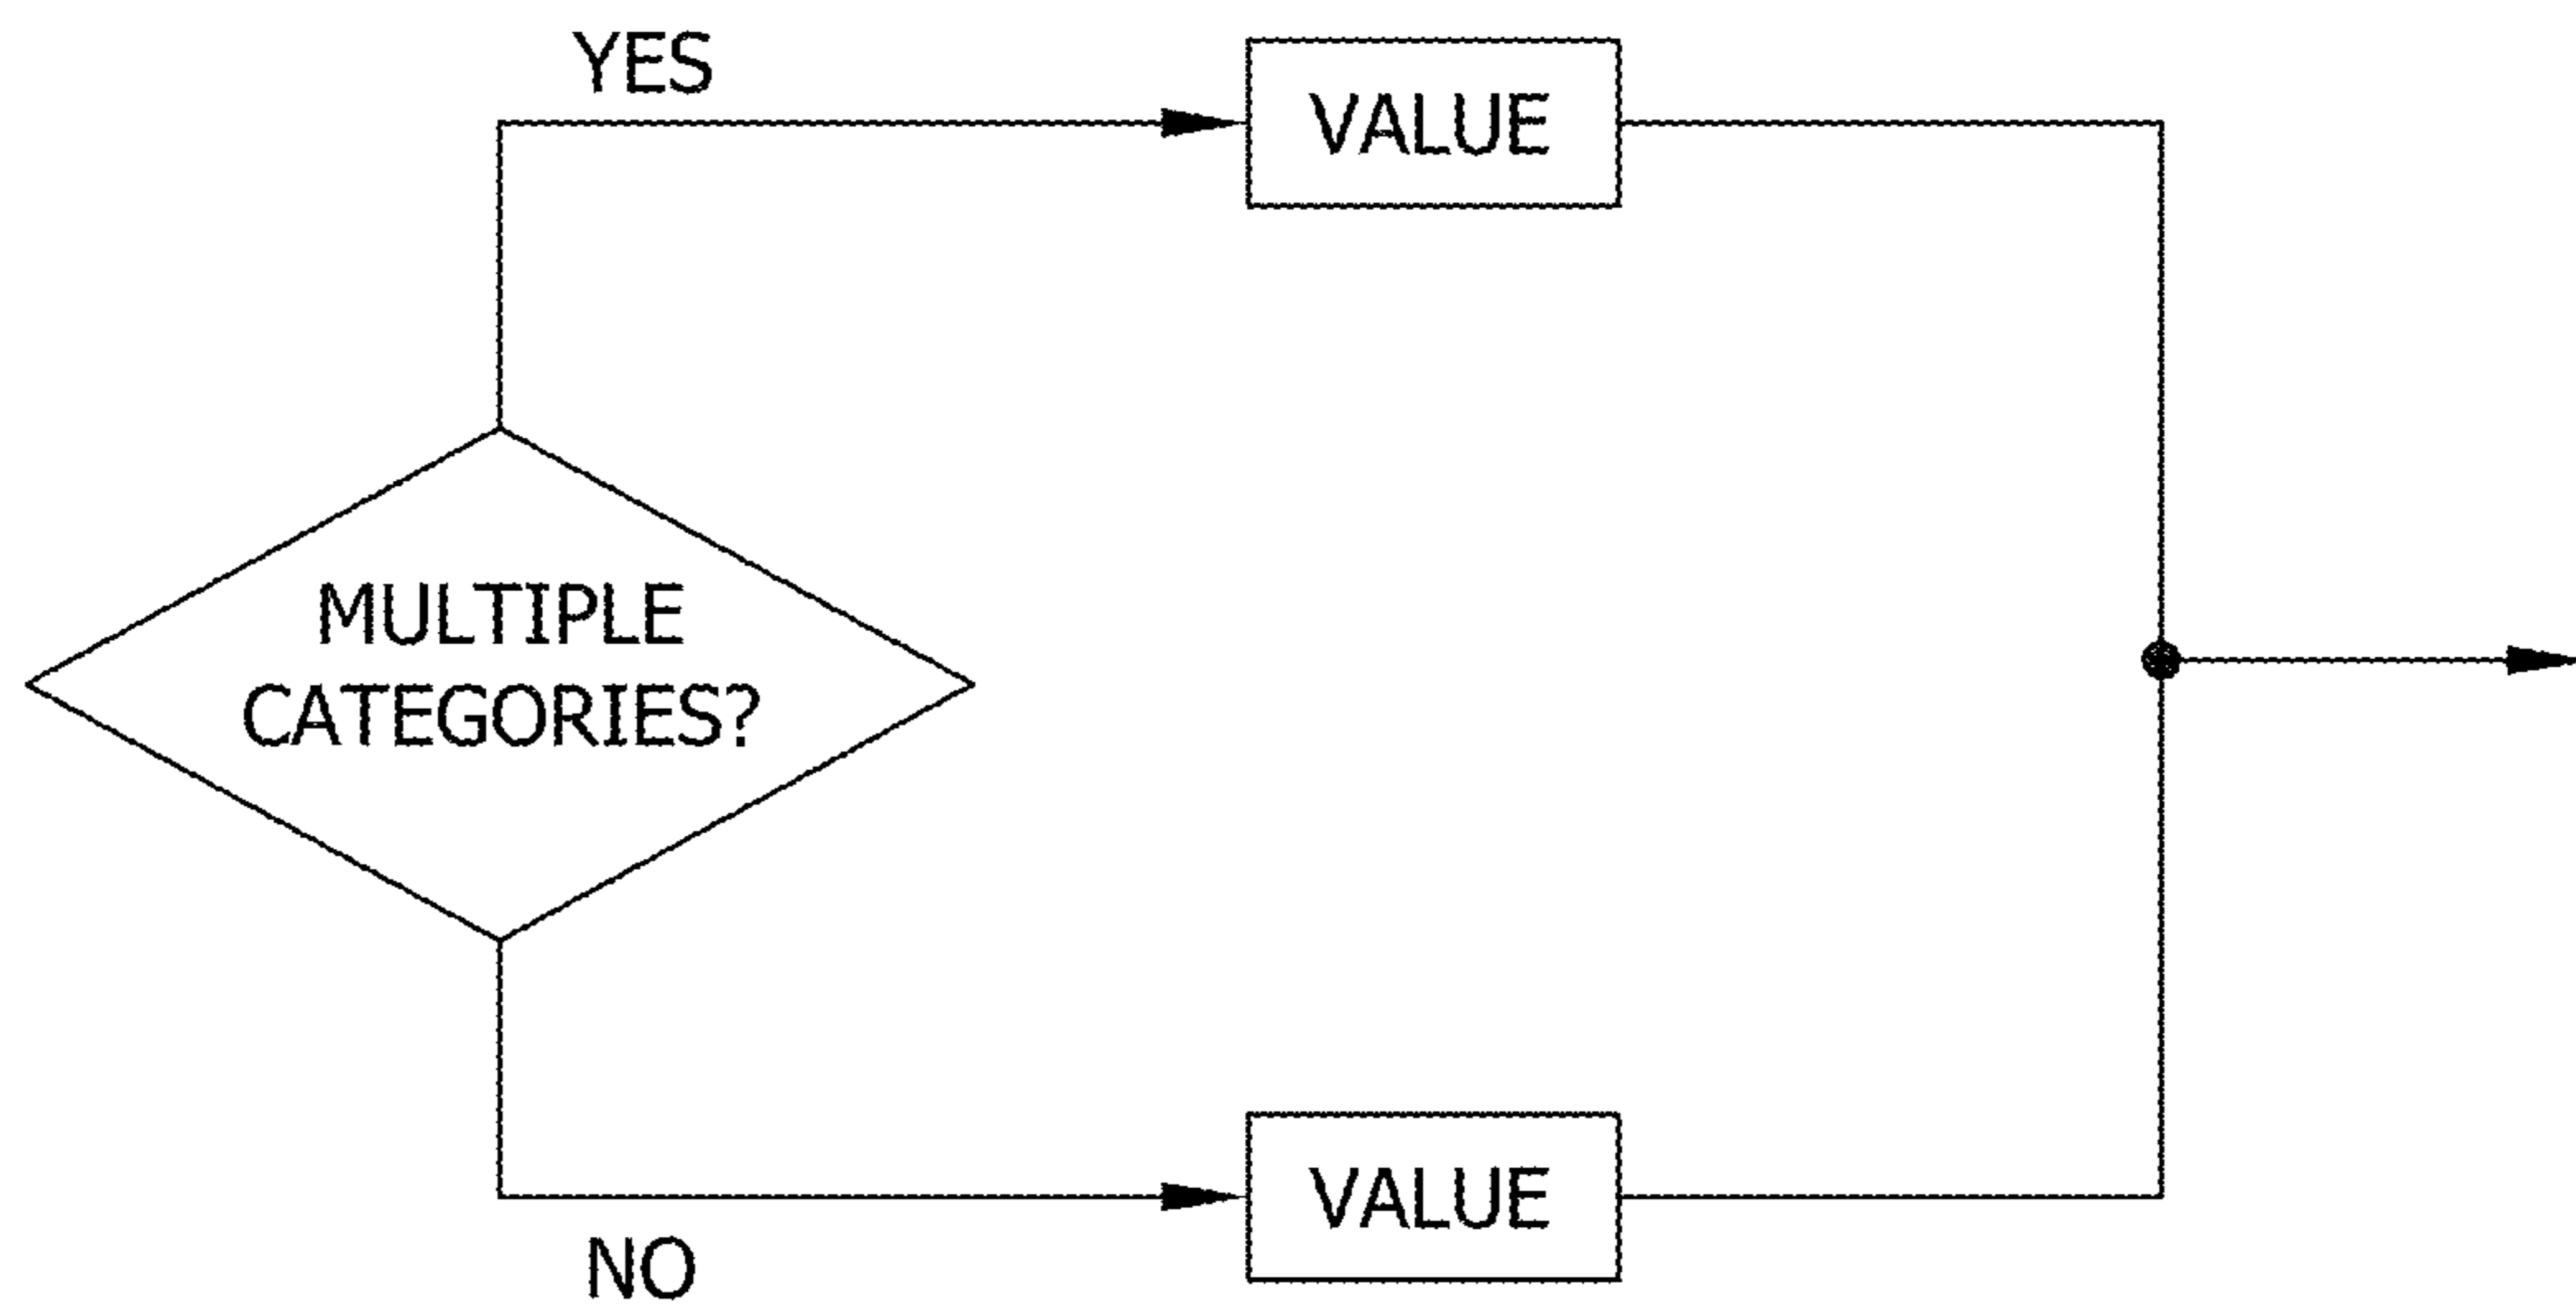 YES
VALUE
MULTIPLE
CATEGORIES?
VALUE
NO